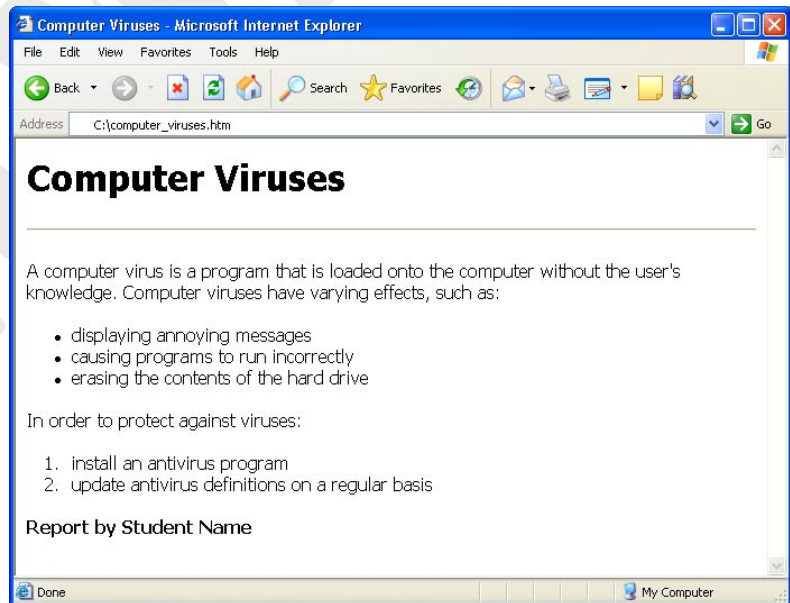 Computer Viruses - Microsoft Internet Explorer
File Edit View Favorites Tools Help
Back Search Favorites
Address C:\computer_viruses.htm Go
Computer Viruses
A computer virus is a program that is loaded onto the computer without the user's
knowledge. Computer viruses have varying effects, such as:
• displaying annoying messages
• causing programs to run incorrectly
• erasing the contents of the hard drive
In order to protect against viruses:
1. install an antivirus program
2. update antivirus definitions on a regular basis
Report by Student Name
Done My Computer